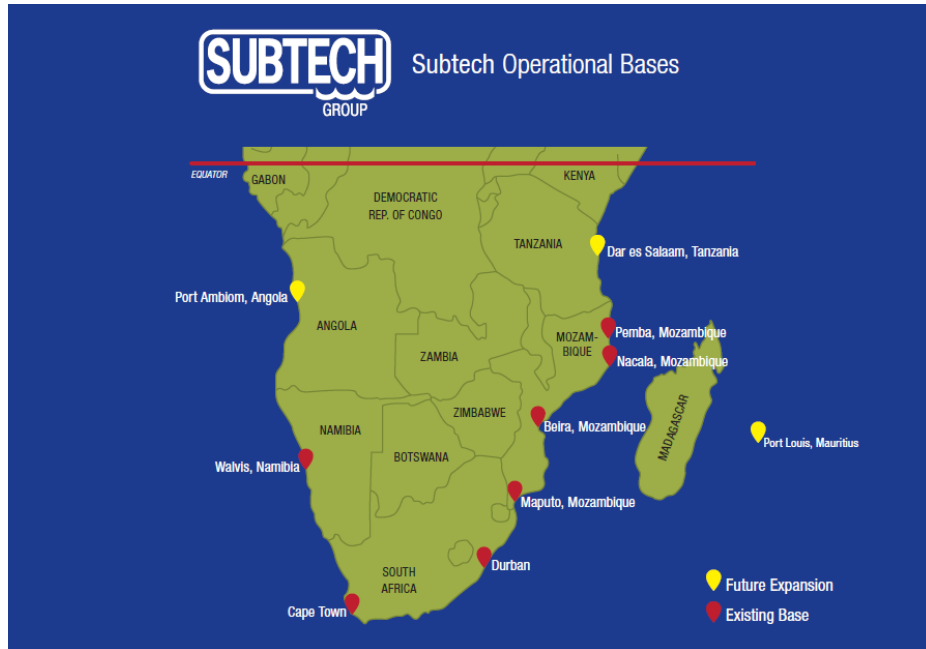 SUBTECH
GROUP
Subtech Operational Bases
EQUATOR
GABON
KENYA
DEMOCRATIC
REP. OF CONGO
TANZANIA
Dar es Salaam, Tanzania
Port Ambiom, Angola
ANGOLA
Pemba, Mozambique
MOZAM-
BIQUE
Nacala, Mozambique
ZAMBIA
ZIMBABWE
Beira, Mozambique
MADAGASCAR
Port Louis, Mauritius
NAMIBIA
BOTSWANA
Walvis, Namibia
Maputo, Mozambique
Durban
SOUTH
AFRICA
Cape Town
Future Expansion
Existing Base